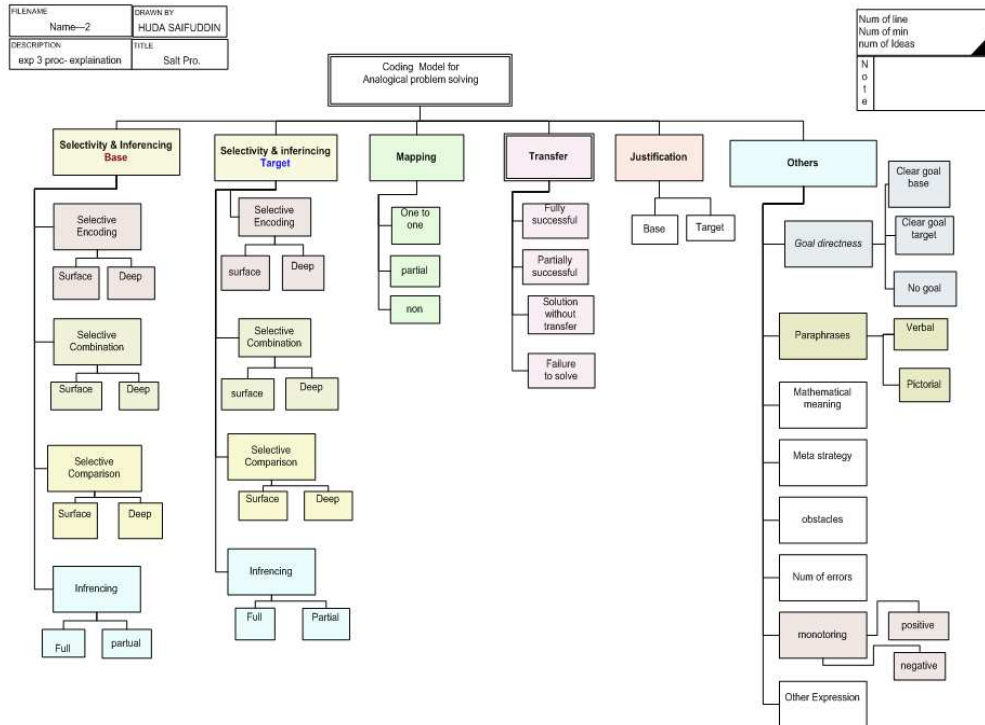 FILENAME
Name—2
DRAWN BY
HUDA SAIFUDDIN
DESCRIPTION
exp 3 proc- explaination
TITLE
Salt Pro.
Num of line
Num of min
num of Ideas
N
o
t
e
Coding Model for
Analogical problem solving
Selectivity & Inferencing
Base
Selective
Encoding
Surface
Deep
Selective
Combination
Surface
Deep
Selective
Comparison
Surface
Deep
Infrencing
Full
partual
Selectivity & inferincing
Target
Selective
Encoding
surface
Deep
Selective
Combination
surface
Deep
Selective
Comparison
Surface
Deep
Infrencing
Full
Partial
Mapping
One to
one
partial
non
Transfer
Fully
successful
Partially
successful
Solution
without
transfer
Failure
to solve
Justification
Base
Target
Others
Goal directness
Clear goal
base
Clear goal
target
No goal
Paraphrases
Verbal
Pictorial
Mathematical
meaning
Meta strategy
obstacles
Num of errors
monotoring
positive
negative
Other Expression